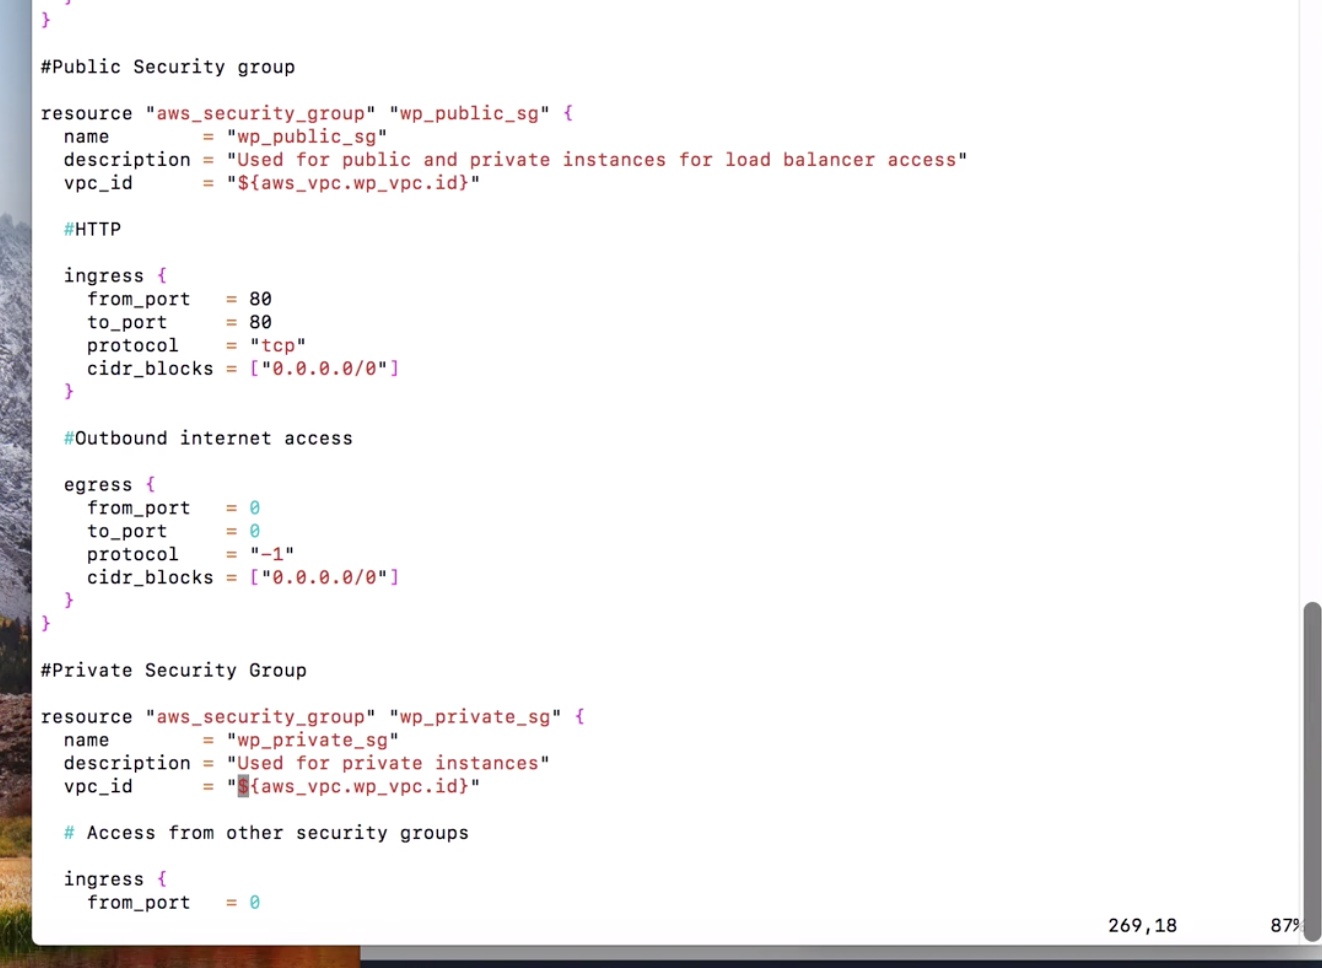 }
#Public Security group
resource "aws_security_group" "wp_public_sg" {
  name        = "wp_public_sg"
  description = "Used for public and private instances for load balancer access"
  vpc_id      = "${aws_vpc.wp_vpc.id}"
  #HTTP
  ingress {
    from_port   = 80
    to_port     = 80
    protocol    = "tcp"
    cidr_blocks = ["0.0.0.0/0"]
  }
  #Outbound internet access
  egress {
    from_port   = 0
    to_port     = 0
    protocol    = "-1"
    cidr_blocks = ["0.0.0.0/0"]
  }
}
#Private Security Group
resource "aws_security_group" "wp_private_sg" {
  name        = "wp_private_sg"
  description = "Used for private instances"
  vpc_id      = "${aws_vpc.wp_vpc.id}"
  # Access from other security groups
  ingress {
    from_port   = 0
269,18        87%